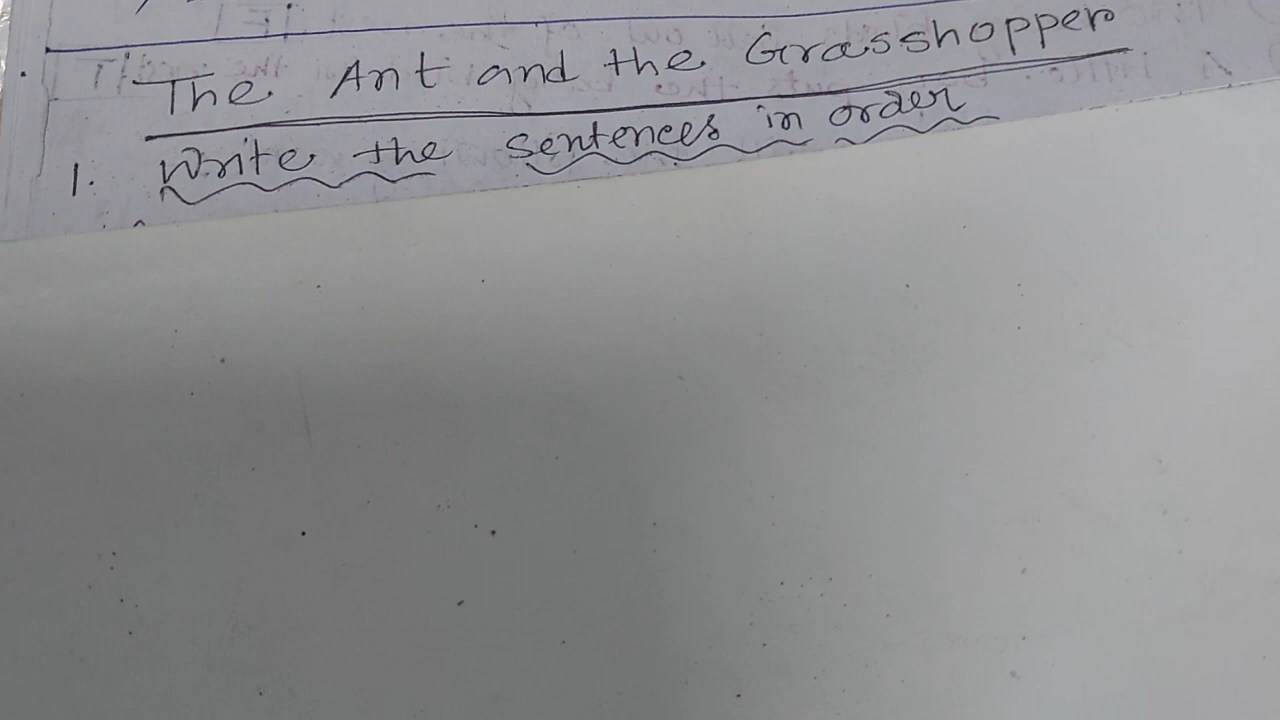 The Ant and the Grasshopper
1. Write the sentences in order